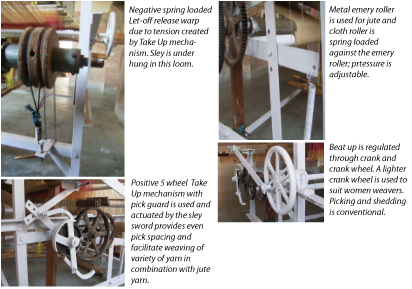 Negative spring loaded
Let-off release warp
due to tension created
by Take Up mecha-
nism. Sley is under
hung in this loom.
Metal emery roller
is used for jute and
cloth roller is
spring loaded
against the emery
roller; prtessure is
adjustable.
Positive 5 wheel Take
Up mechanism with
pick guard is used and
actuated by the sley
sword provides even
pick spacing and
facilitate weaving of
variety of yarn in
combination with jute
yarn.
Beat up is regulated
through crank and
crank wheel. A lighter
crank wheel is used to
suit women weavers.
Picking and shedding
is conventional.